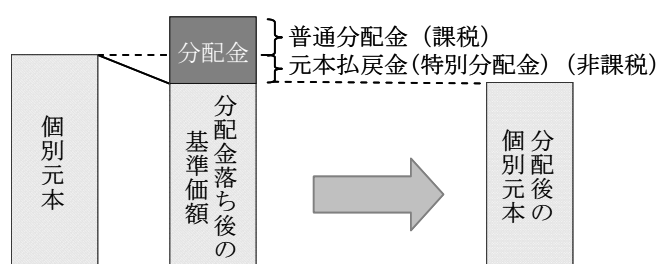 分配金
普通分配金（課税）
元本払戻金（特別分配金）（非課税）
個別元本
分配金落ち後の
基準価額
分配後の
個別元本